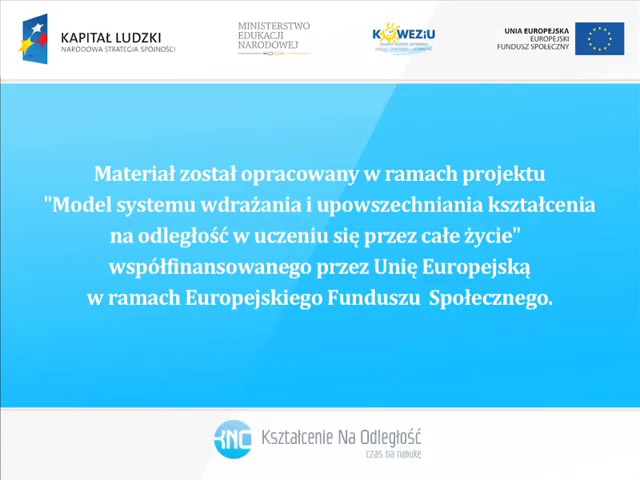 KAPITAŁ LUDZKI
NARODOWA STRATEGIA SPÓJNOŚCI
MINISTERSTWO
EDUKACJI
NARODOWEJ
KOWEZiU
UNIA EUROPEJSKA
EUROPEJSKI
FUNDUSZ SPOŁECZNY
Materiał został opracowany w ramach projektu
"Model systemu wdrażania i upowszechniania kształcenia
na odległość w uczeniu się przez całe życie"
współfinansowanego przez Unię Europejską
w ramach Europejskiego Funduszu Społecznego.
KNO Kształcenie Na Odległość
czas na n@ukę